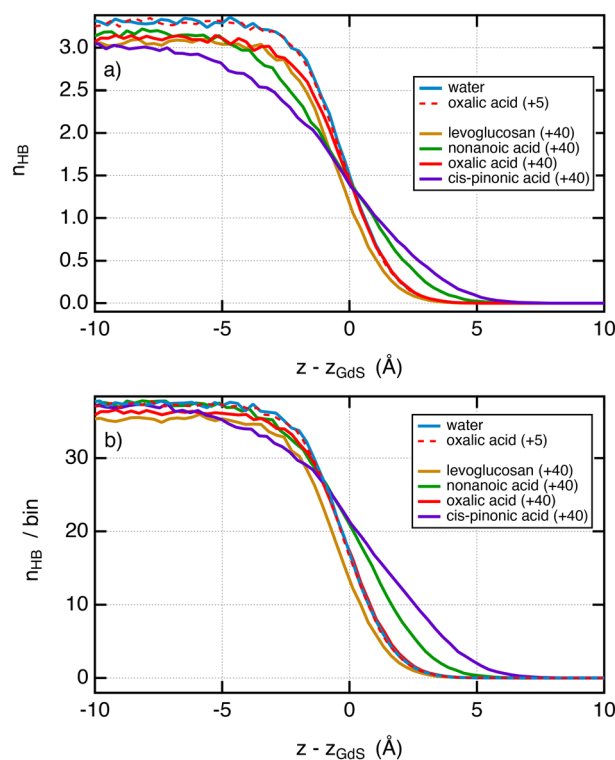 3.0
2.5
2.0
1.5
1.0
0.5
0.0
n_HB
a)
water
oxalic acid (+5)
levoglucosan (+40)
nonanoic acid (+40)
oxalic acid (+40)
cis-pinonic acid (+40)
-10 -5 0 5 10
z - z_GdS (Å)
30
20
10
0
n_HB / bin
b)
water
oxalic acid (+5)
levoglucosan (+40)
nonanoic acid (+40)
oxalic acid (+40)
cis-pinonic acid (+40)
-10 -5 0 5 10
z - z_GdS (Å)